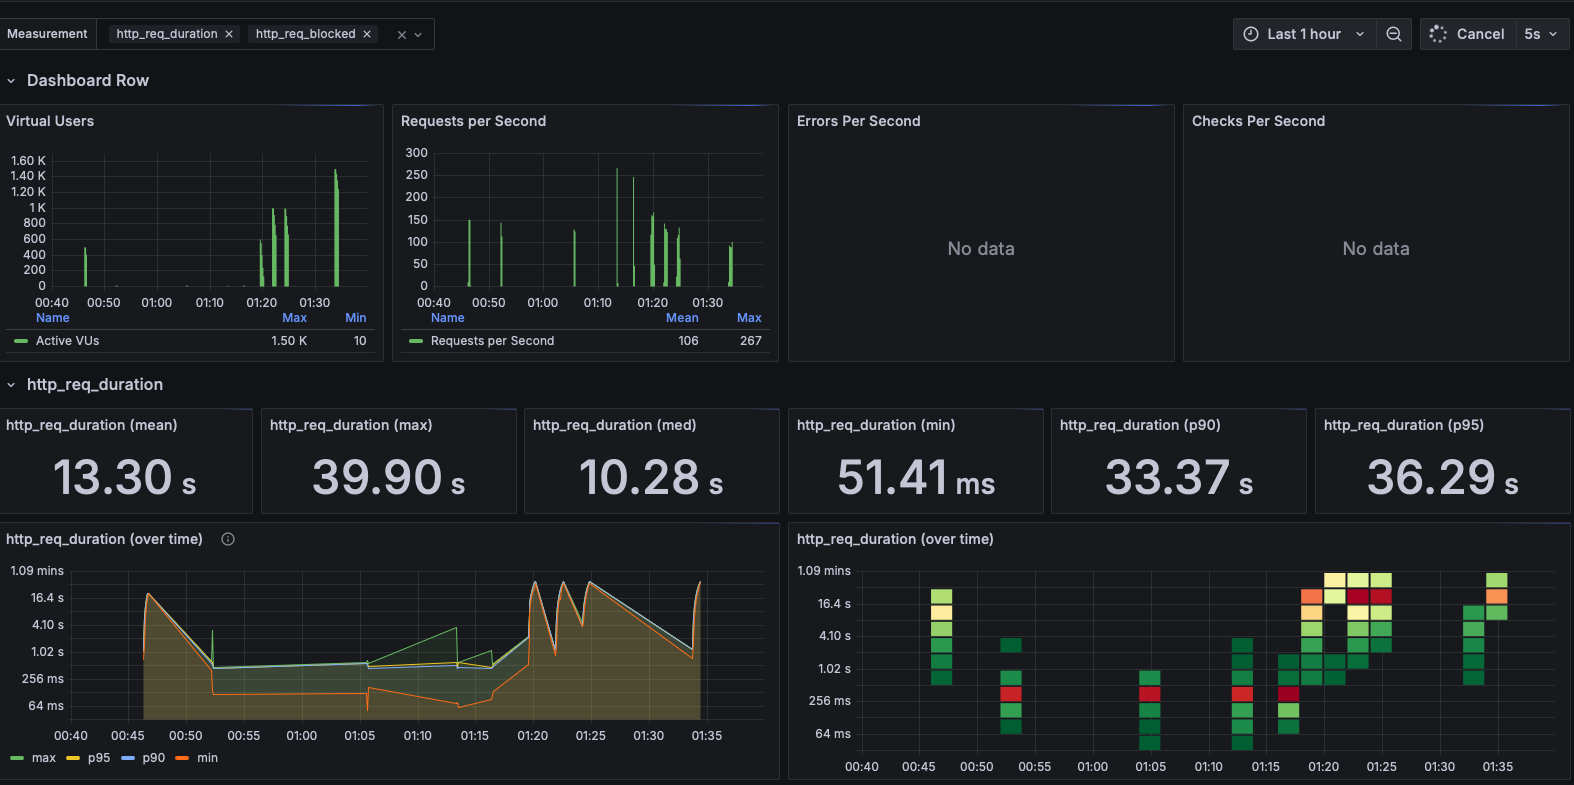 Measurement http_req_duration × http_req_blocked × × Last 1 hour Cancel 5s
Dashboard Row
Virtual Users
1.60 K
1.40 K
1.20 K
1 K
800
600
400
200
0
00:40 00:50 01:00 01:10 01:20 01:30
Name Max Min
Active VUs 1.50 K 10
Requests per Second
300
250
200
150
100
50
0
00:40 00:50 01:00 01:10 01:20 01:30
Name Mean Max
Requests per Second 106 267
Errors Per Second
No data
Checks Per Second
No data
http_req_duration
http_req_duration (mean)
13.30 s
http_req_duration (max)
39.90 s
http_req_duration (med)
10.28 s
http_req_duration (min)
51.41 ms
http_req_duration (p90)
33.37 s
http_req_duration (p95)
36.29 s
http_req_duration (over time)
1.09 mins
16.4 s
4.10 s
1.02 s
256 ms
64 ms
00:40 00:45 00:50 00:55 01:00 01:05 01:10 01:15 01:20 01:25 01:30 01:35
max p95 p90 min
http_req_duration (over time)
1.09 mins
16.4 s
4.10 s
1.02 s
256 ms
64 ms
00:40 00:45 00:50 00:55 01:00 01:05 01:10 01:15 01:20 01:25 01:30 01:35